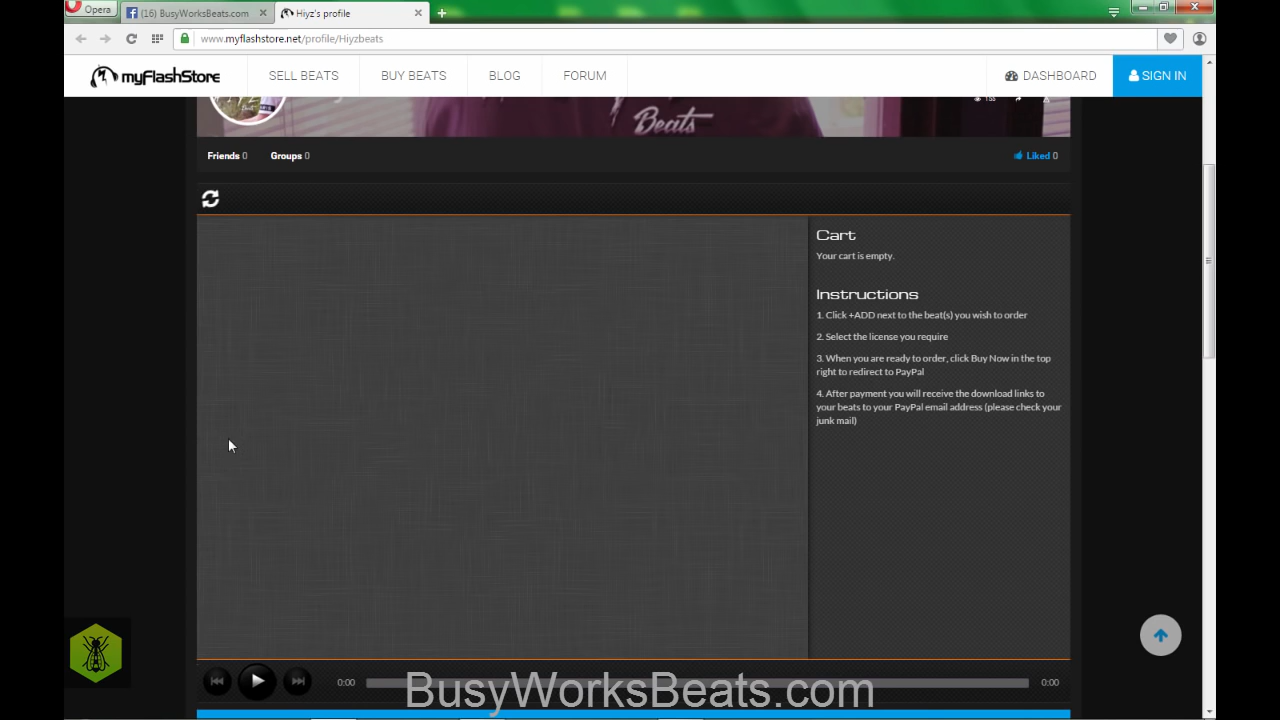 Opera
(16) BusyWorksBeats.com
Hiyz's profile
www.myflashstore.net/profile/Hiyzbeats
myFlashStore
SELL BEATS
BUY BEATS
BLOG
FORUM
DASHBOARD
SIGN IN
Beats
Friends 0
Groups 0
Liked 0
Cart
Your cart is empty.
Instructions
1. Click +ADD next to the beat(s) you wish to order
2. Select the license you require
3. When you are ready to order, click Buy Now in the top
right to redirect to PayPal
4. After payment you will receive the download links to
your beats to your PayPal email address (please check your
junk mail)
0:00
0:00
BusyWorksBeats.com